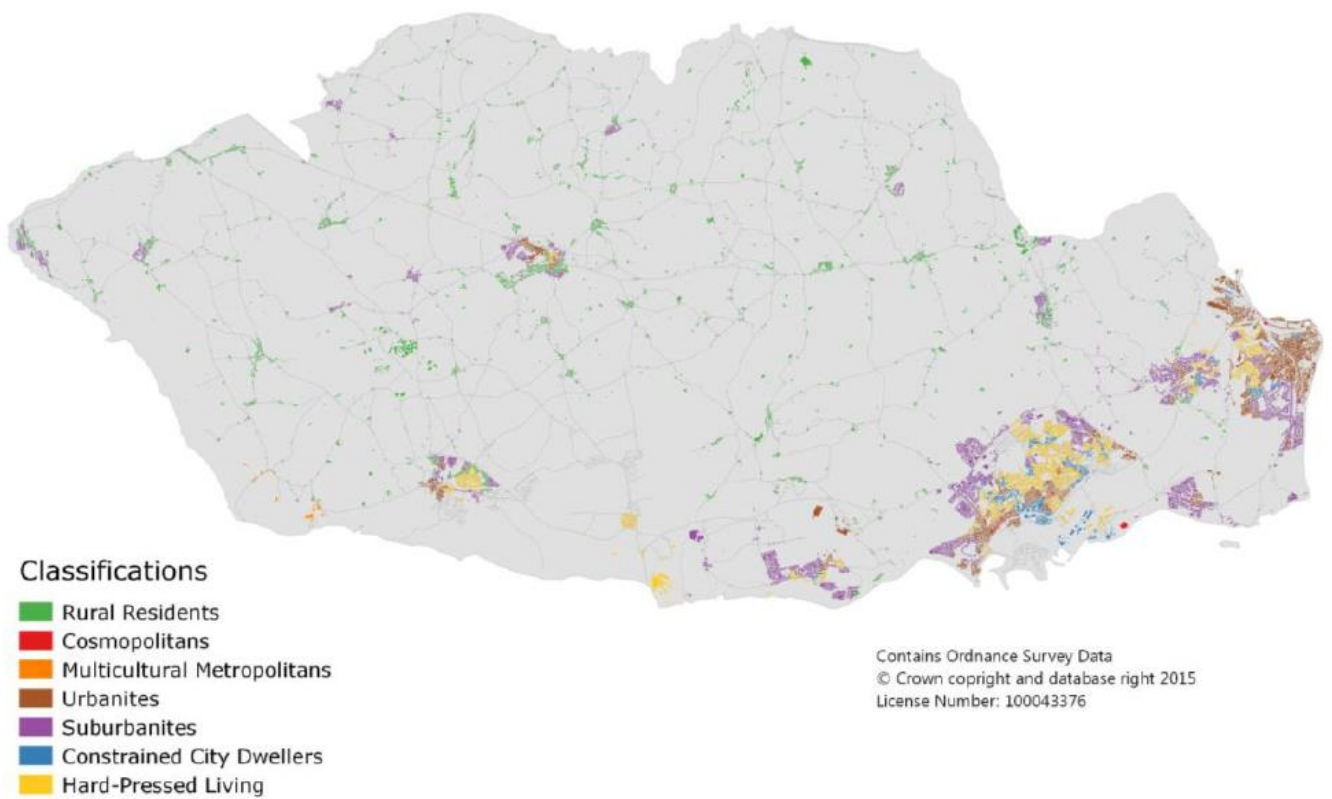 Classifications
Rural Residents
Cosmopolitans
Multicultural Metropolitans
Urbanites
Suburbanites
Constrained City Dwellers
Hard-Pressed Living
Contains Ordnance Survey Data
© Crown copright and database right 2015
License Number: 100043376